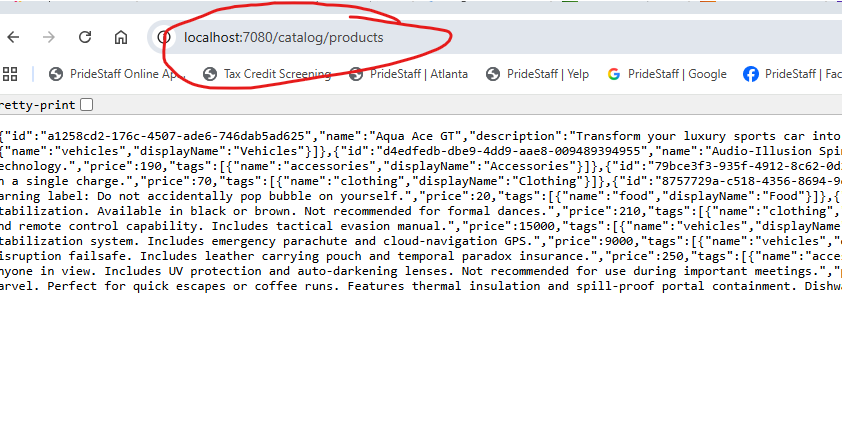 localhost:7080/catalog/products
PrideStaff Online Ap... Tax Credit Screening PrideStaff | Atlanta PrideStaff | Yelp PrideStaff | Google PrideStaff | Fac
retty-print
{"id":"a1258cd2-176c-4507-ade6-746dab5ad625","name":"Aqua Ace GT","description":"Transform your luxury sports car into
{"name":"vehicles","displayName":"Vehicles"}]},{"id":"d4edfedb-dbe9-4dd9-aae8-009489394955","name":"Audio-Illusion Spi
echnology.","price":190,"tags":[{"name":"accessories","displayName":"Accessories"}]},{"id":"79bce3f3-935f-4912-8c62-0d
n a single charge.","price":70,"tags":[{"name":"clothing","displayName":"Clothing"}]},{"id":"8757729a-c518-4356-8694-9
arning label: Do not accidentally pop bubble on yourself.","price":20,"tags":[{"name":"food","displayName":"Food"}]},{
tabilization. Available in black or brown. Not recommended for formal dances.","price":210,"tags":[{"name":"clothing",
nd remote control capability. Includes tactical evasion manual.","price":15000,"tags":[{"name":"vehicles","displayName
tabilization system. Includes emergency parachute and cloud-navigation GPS.","price":9000,"tags":[{"name":"vehicles","
isruption failsafe. Includes leather carrying pouch and temporal paradox insurance.","price":250,"tags":[{"name":"acce
nyone in view. Includes UV protection and auto-darkening lenses. Not recommended for use during important meetings.","p
arvel. Perfect for quick escapes or coffee runs. Features thermal insulation and spill-proof portal containment. Dishwa